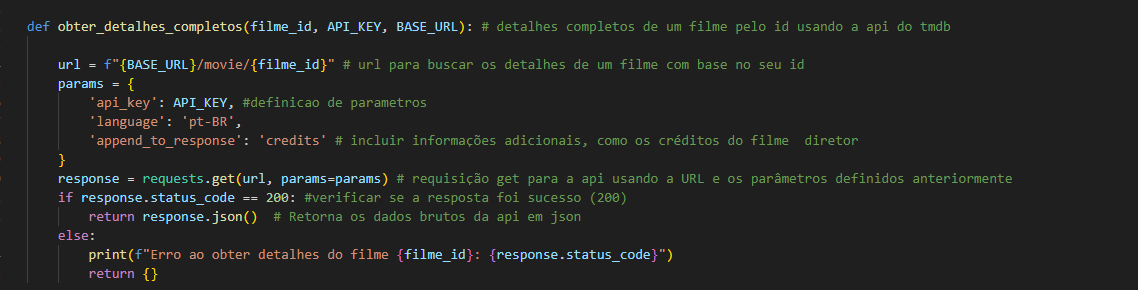 def obter_detalhes_completos(filme_id, API_KEY, BASE_URL): # detalhes completos de um filme pelo id usando a api do tmdb
url = f"{BASE_URL}/movie/{filme_id}" # url para buscar os detalhes de um filme com base no seu id
params = {
'api_key': API_KEY, #definicao de parametros
'language': 'pt-BR',
'append_to_response': 'credits' # incluir informações adicionais, como os créditos do filme  diretor
}
response = requests.get(url, params=params) # requisição get para a api usando a URL e os parâmetros definidos anteriormente
if response.status_code == 200: #verificar se a resposta foi sucesso (200)
return response.json()  # Retorna os dados brutos da api em json
else:
print(f"Erro ao obter detalhes do filme {filme_id}: {response.status_code}")
return {}